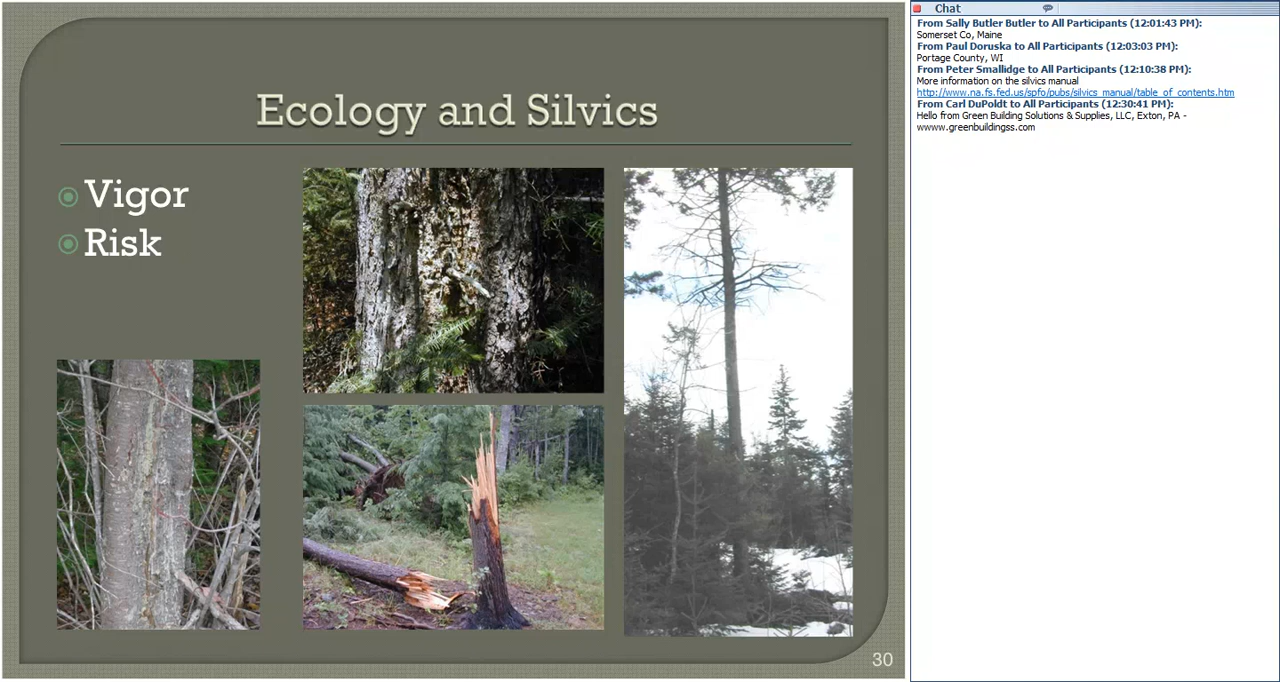 Ecology and Silvics
Vigor
Risk
30
Chat
From Sally Butler Butler to All Participants (12:01:43 PM):
Somerset Co, Maine
From Paul Doruska to All Participants (12:03:03 PM):
Portage County, WI
From Peter Smallidge to All Participants (12:10:38 PM):
More information on the silvics manual
http://www.na.fs.fed.us/spfo/pubs/silvics_manual/table_of_contents.htm
From Carl DuPoldt to All Participants (12:30:41 PM):
Hello from Green Building Solutions & Supplies, LLC, Exton, PA -
wwww.greenbuildingss.com